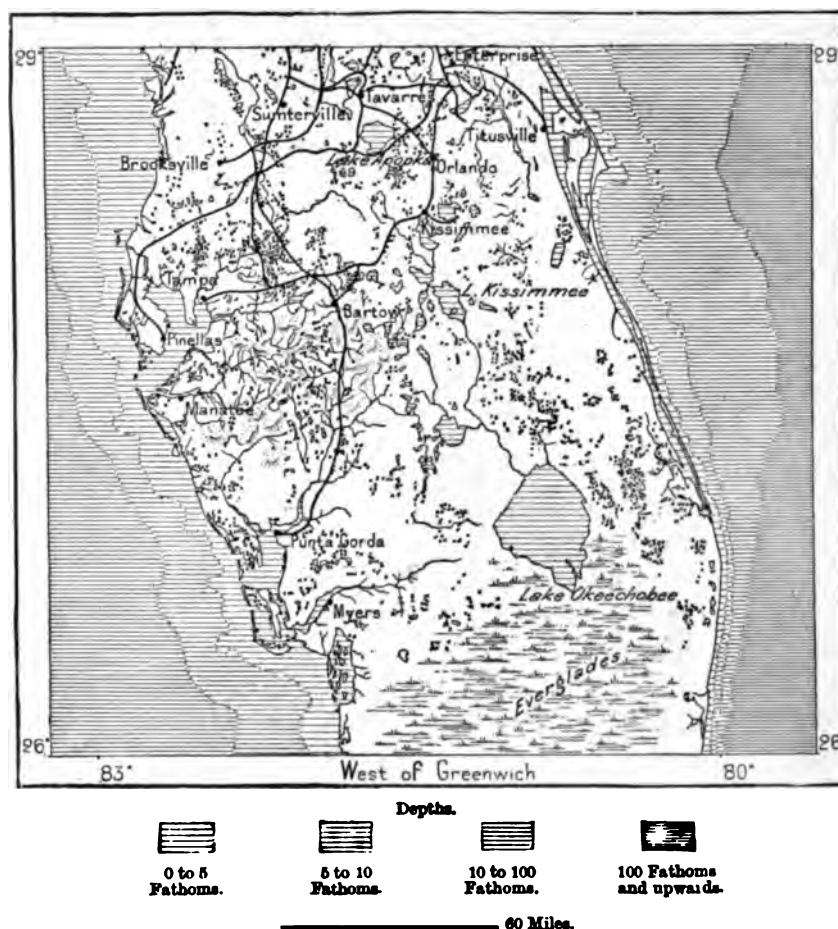 29° 29
Enterprise
Tavarre
Sumterville
Titusville
Brooksville
Lake Apopka
69
Orlando
Kissimmee
Tampa
L. Kissimmee
Bartow
Pinellas
Manatee
Punta Gorda
Lake Okeechobee
Myers
Everglades
26° 26
83° West of Greenwich 80°
Depths.
0 to 5 5 to 10 10 to 100 100 Fathoms
Fathoms. Fathoms. Fathoms. and upwards.
60 Miles.